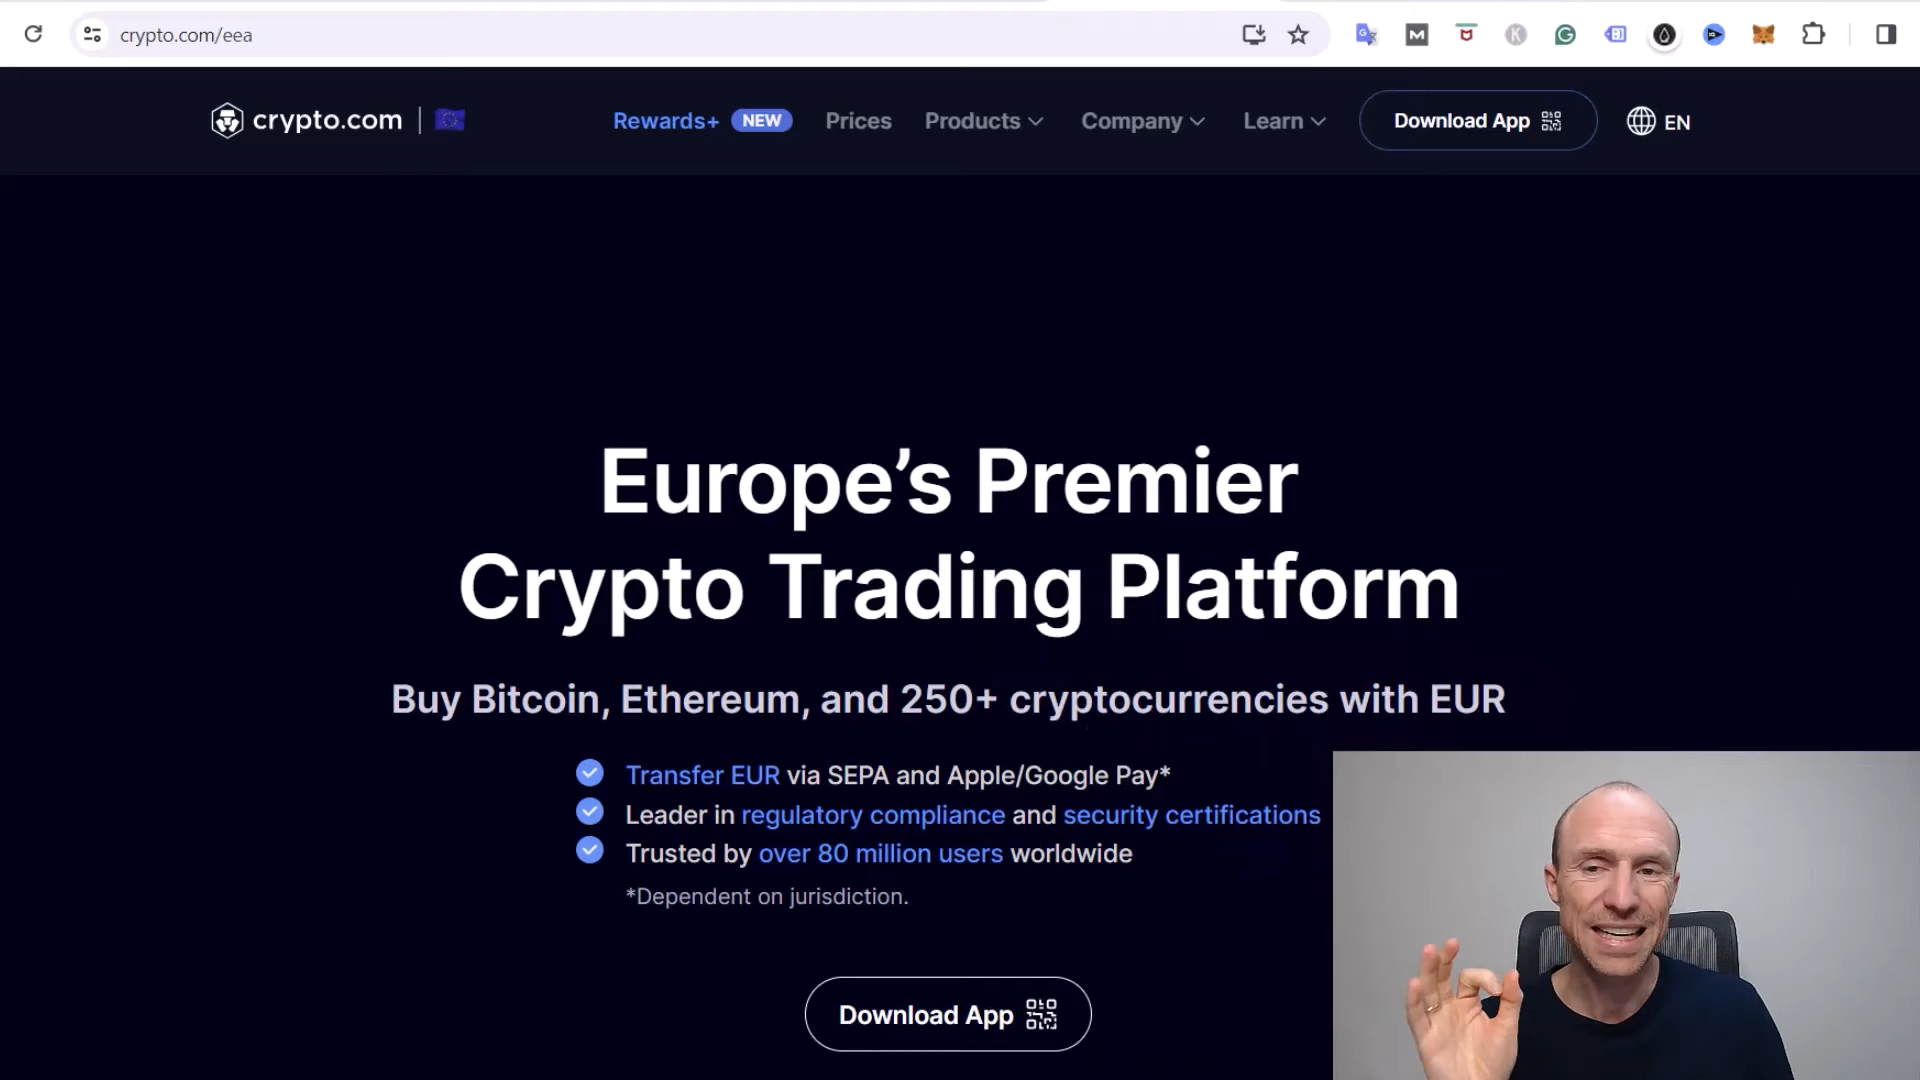 crypto.com/eea
crypto.com
Rewards+ NEW Prices Products Company Learn Download App EN
Europe’s Premier
Crypto Trading Platform
Buy Bitcoin, Ethereum, and 250+ cryptocurrencies with EUR
Transfer EUR via SEPA and Apple/Google Pay*
Leader in regulatory compliance and security certifications
Trusted by over 80 million users worldwide
*Dependent on jurisdiction.
Download App